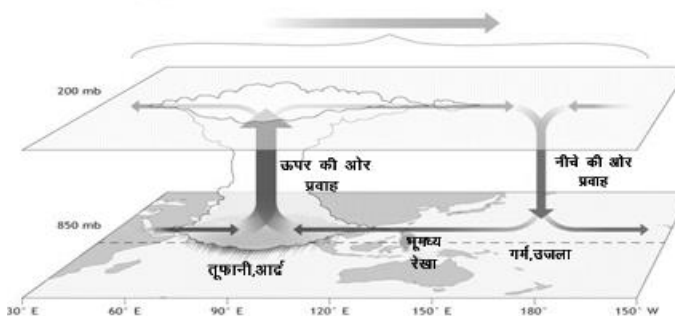 200 mb
ऊपर की ओर
प्रवाह
नीचे की ओर
प्रवाह
850 mb
भूमध्य
रेखा
तूफानी,आर्द्र
गर्म,उजला
30° E
60° E
90° E
120° E
150° E
180°
150° W